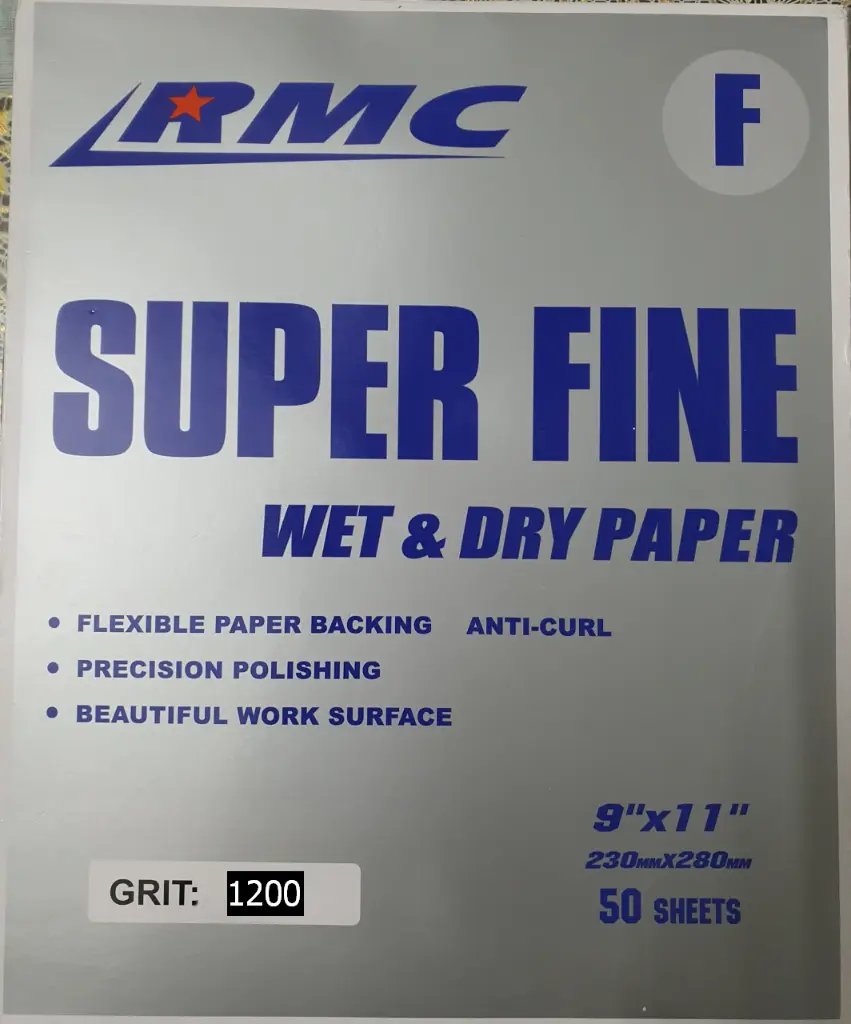 RMC
F
SUPER FINE
WET & DRY PAPER
• FLEXIBLE PAPER BACKING ANTI-CURL
• PRECISION POLISHING
• BEAUTIFUL WORK SURFACE
9"x11"
230MMX280MM
GRIT: 1200
50 SHEETS